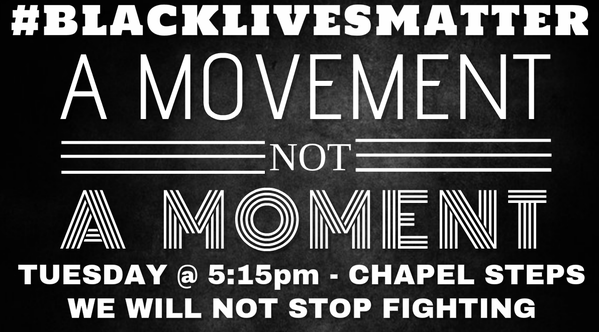 #BLACKLIVESMATTER
A MOVEMENT
NOT
A MOMENT
TUESDAY @ 5:15pm - CHAPEL STEPS
WE WILL NOT STOP FIGHTING